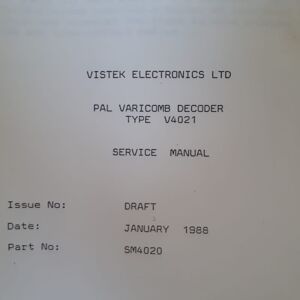 VISTEK ELECTRONICS LTD
PAL VARICOMB DECODER
TYPE V4021
SERVICE MANUAL
Issue No: DRAFT
Date: JANUARY 1988
Part No: SM4020